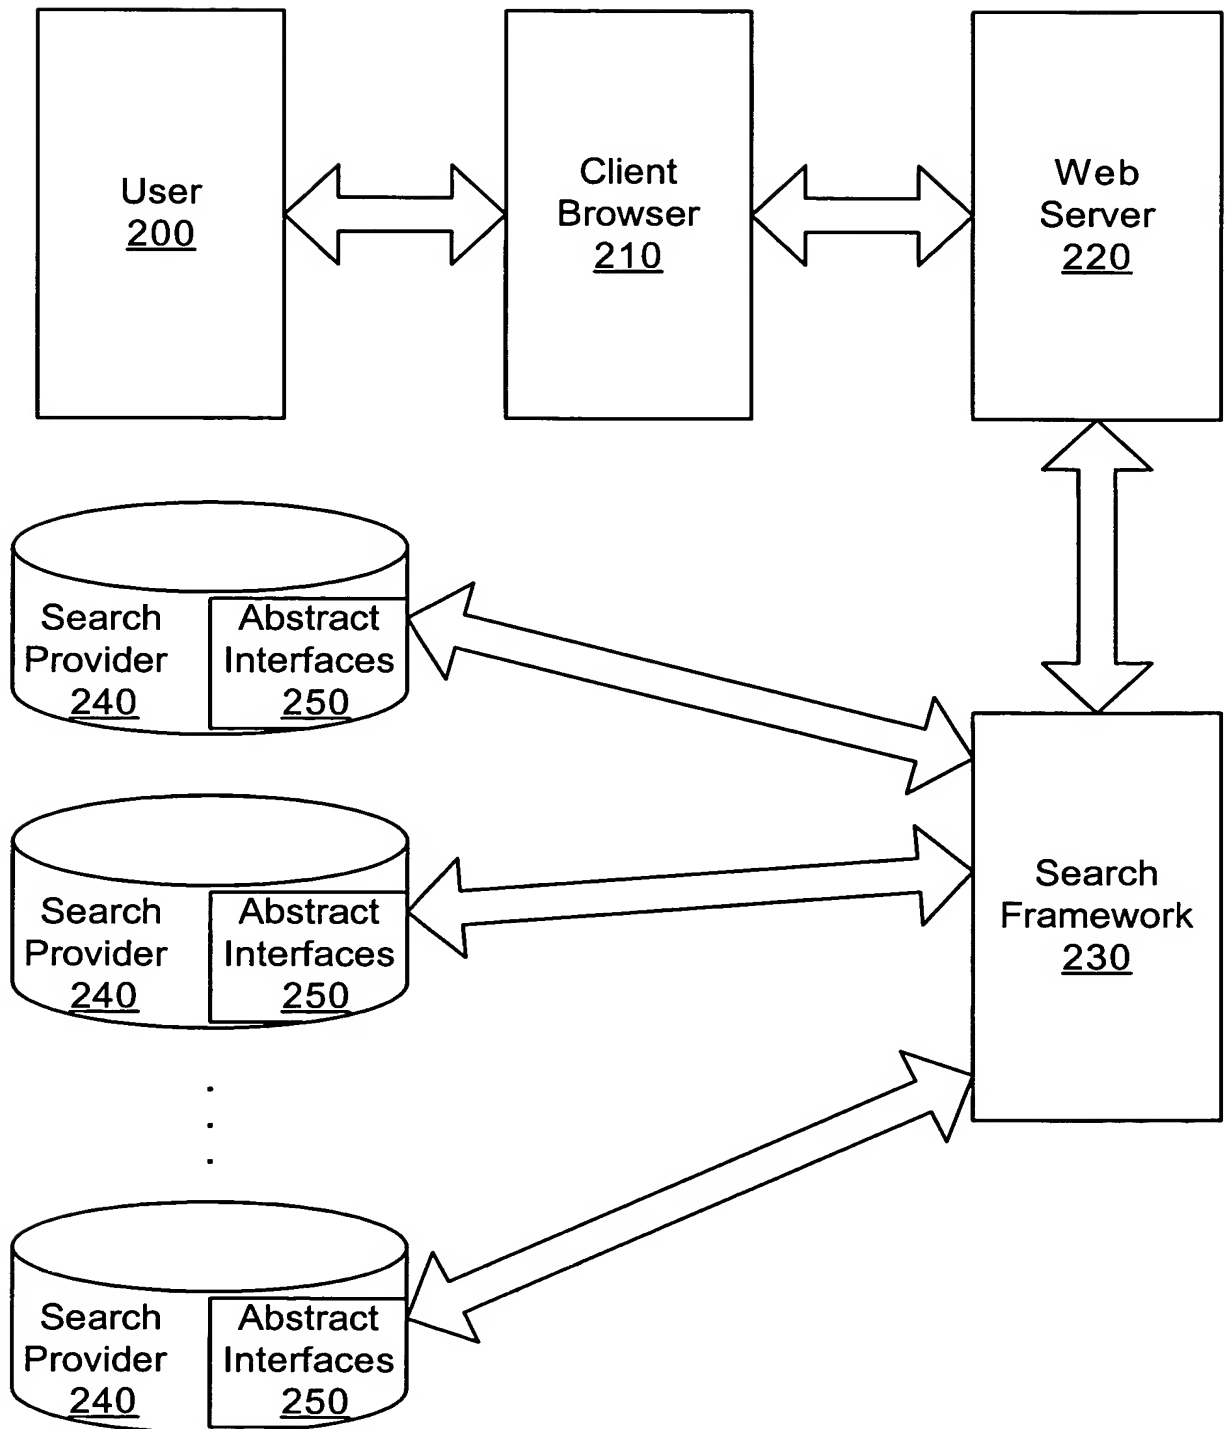 User
200
Client
Browser
210
Web
Server
220
Search
Provider
240
Abstract
Interfaces
250
Search
Provider
240
Abstract
Interfaces
250
Search
Framework
230
.
.
.
Search
Provider
240
Abstract
Interfaces
250